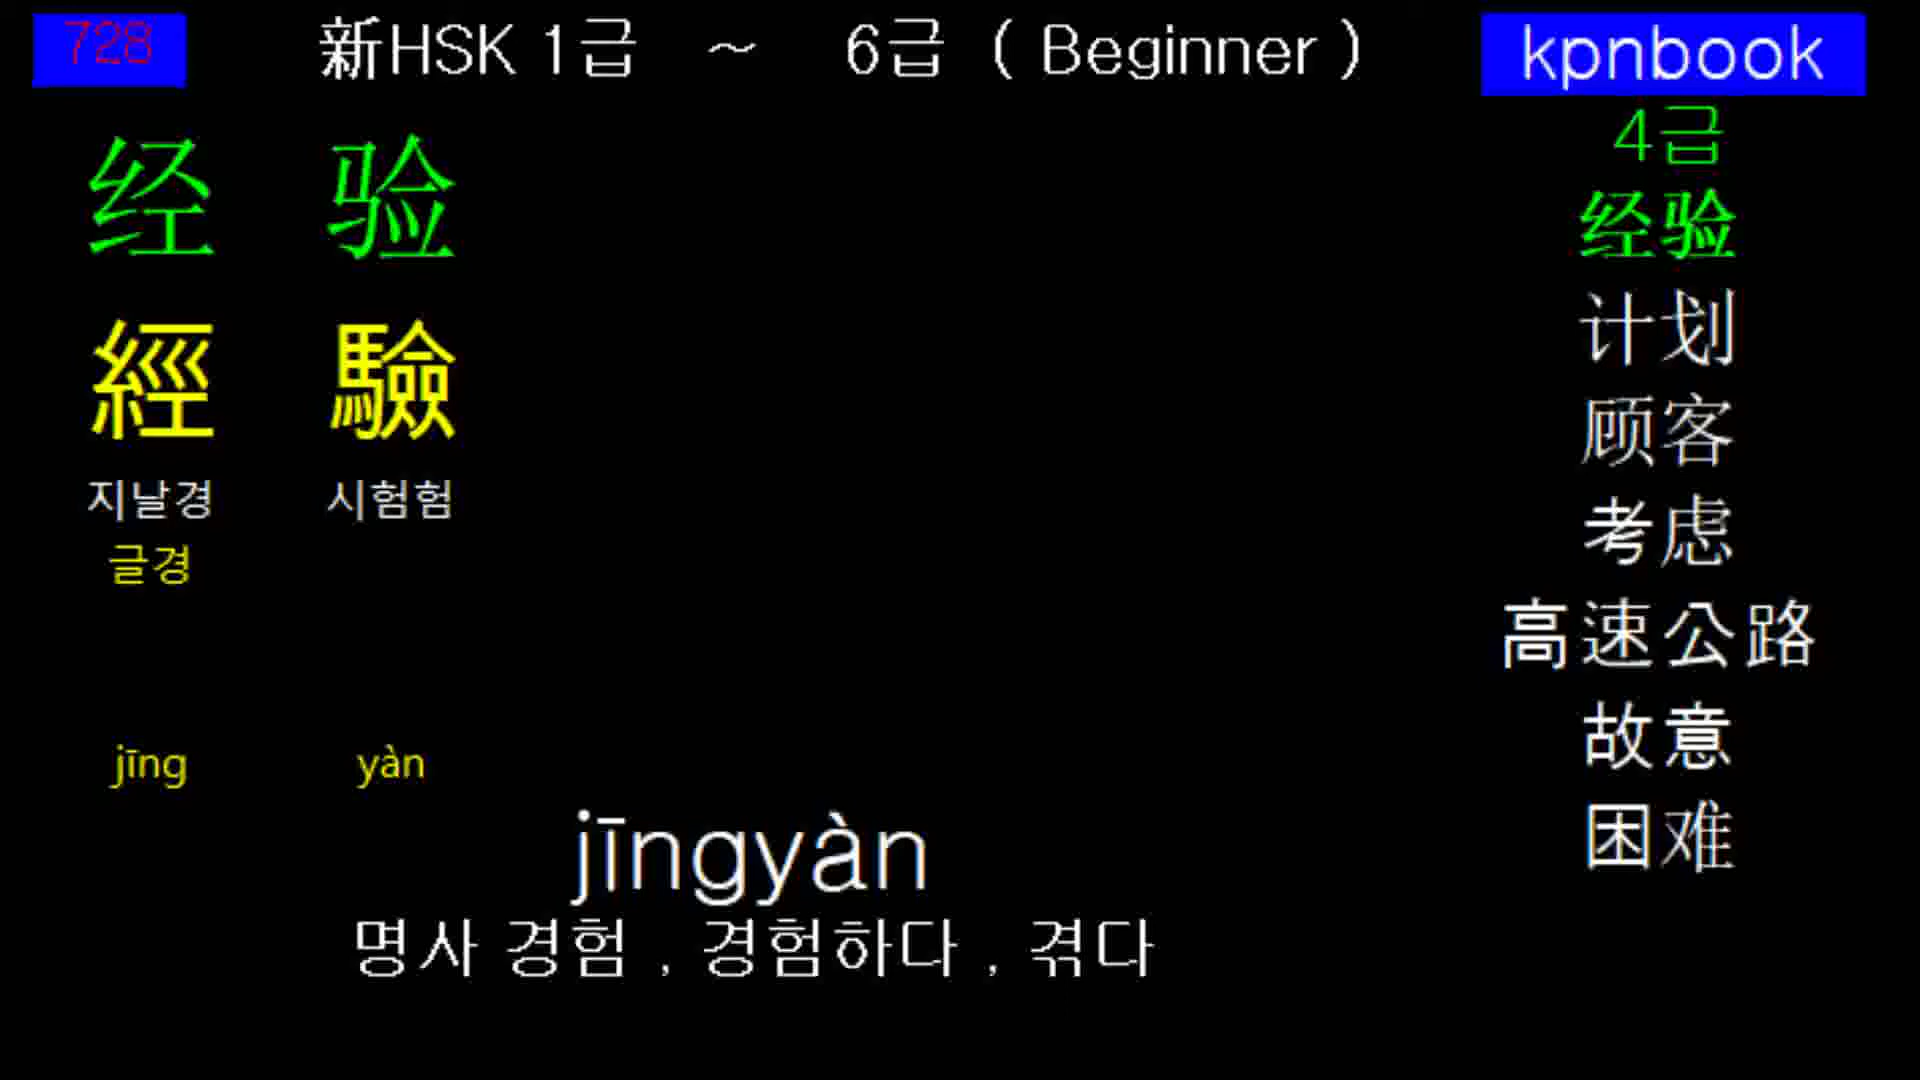 728
新HSK 1급 ~ 6급 ( Beginner )
kpnbook
经 验
經 驗
지날경 시험험
글경
jīng yàn
jīngyàn
명사 경험 , 경험하다 , 겪다
4급
经验
计划
顾客
考虑
高速公路
故意
困难